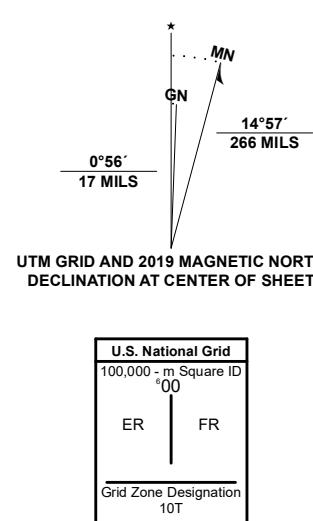 ★
MN
GN
14°57´
266 MILS
0°56´
17 MILS
UTM GRID AND 2019 MAGNETIC NORT
DECLINATION AT CENTER OF SHEET
U.S. National Grid
100,000 - m Square ID
⁶00
ER FR
Grid Zone Designation
10T